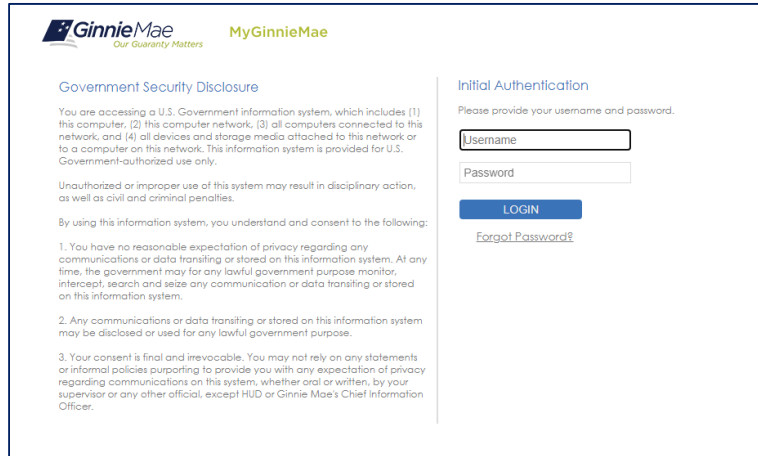 GinnieMae
Our Guaranty Matters
MyGinnieMae
Government Security Disclosure
You are accessing a U.S. Government information system, which includes (1)
this computer, (2) this computer network, (3) all computers connected to this
network, and (4) all devices and storage media attached to this network or
to a computer on this network. This information system is provided for U.S.
Government-authorized use only.
Unauthorized or improper use of this system may result in disciplinary action,
as well as civil and criminal penalties.
By using this information system, you understand and consent to the following:
1. You have no reasonable expectation of privacy regarding any
communications or data transiting or stored on this information system. At any
time, the government may for any lawful government purpose monitor,
intercept, search and seize any communication or data transiting or stored
on this information system.
2. Any communications or data transiting or stored on this information system
may be disclosed or used for any lawful government purpose.
3. Your consent is final and irrevocable. You may not rely on any statements
or informal policies purporting to provide you with any expectation of privacy
regarding communications on this system, whether oral or written, by your
supervisor or any other official, except HUD or Ginnie Mae's Chief Information
Officer.
Initial Authentication
Please provide your username and password.
Username
Password
LOGIN
Forgot Password?